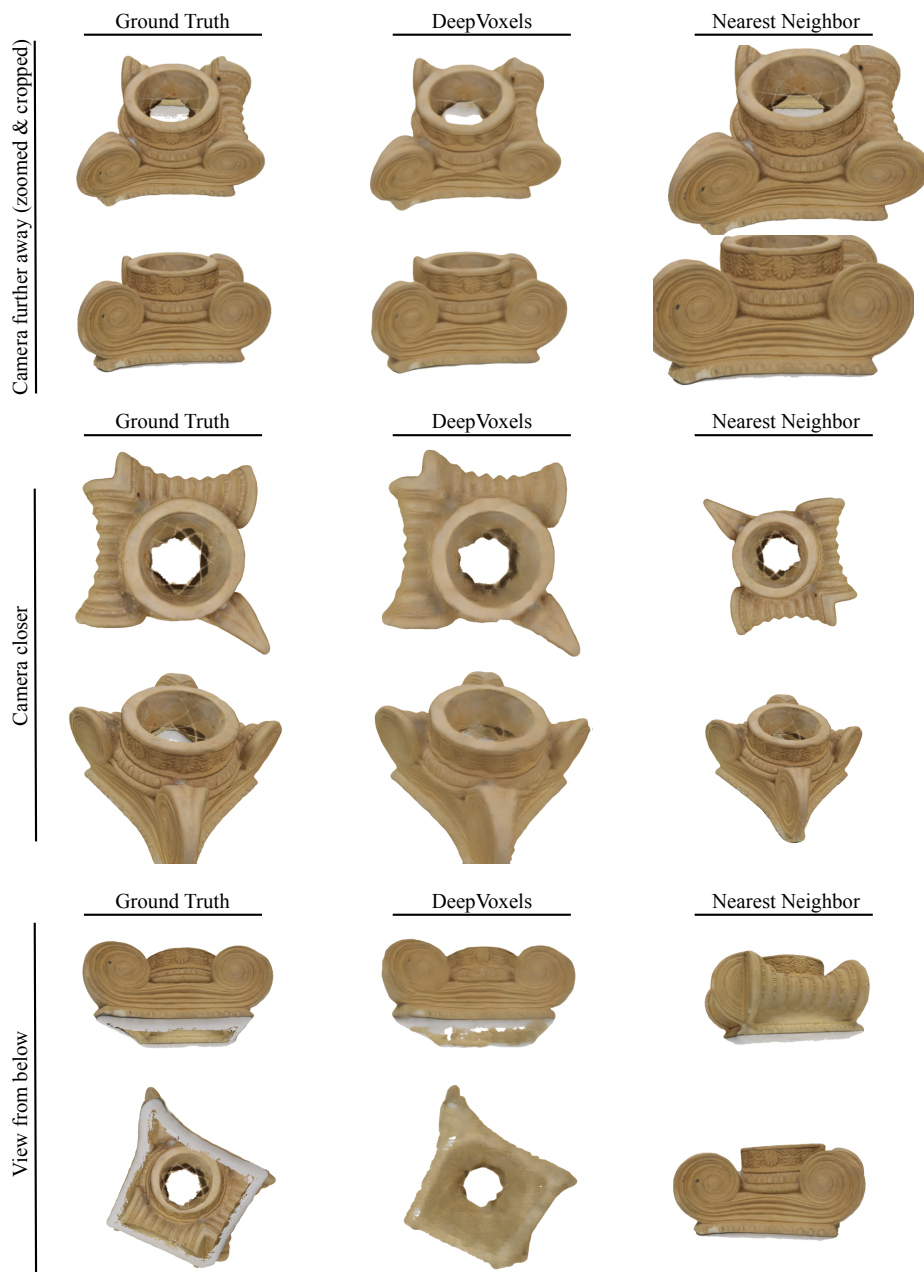 Ground Truth
DeepVoxels
Nearest Neighbor
Camera further away (zoomed & cropped)
Ground Truth
DeepVoxels
Nearest Neighbor
Camera closer
Ground Truth
DeepVoxels
Nearest Neighbor
View from below